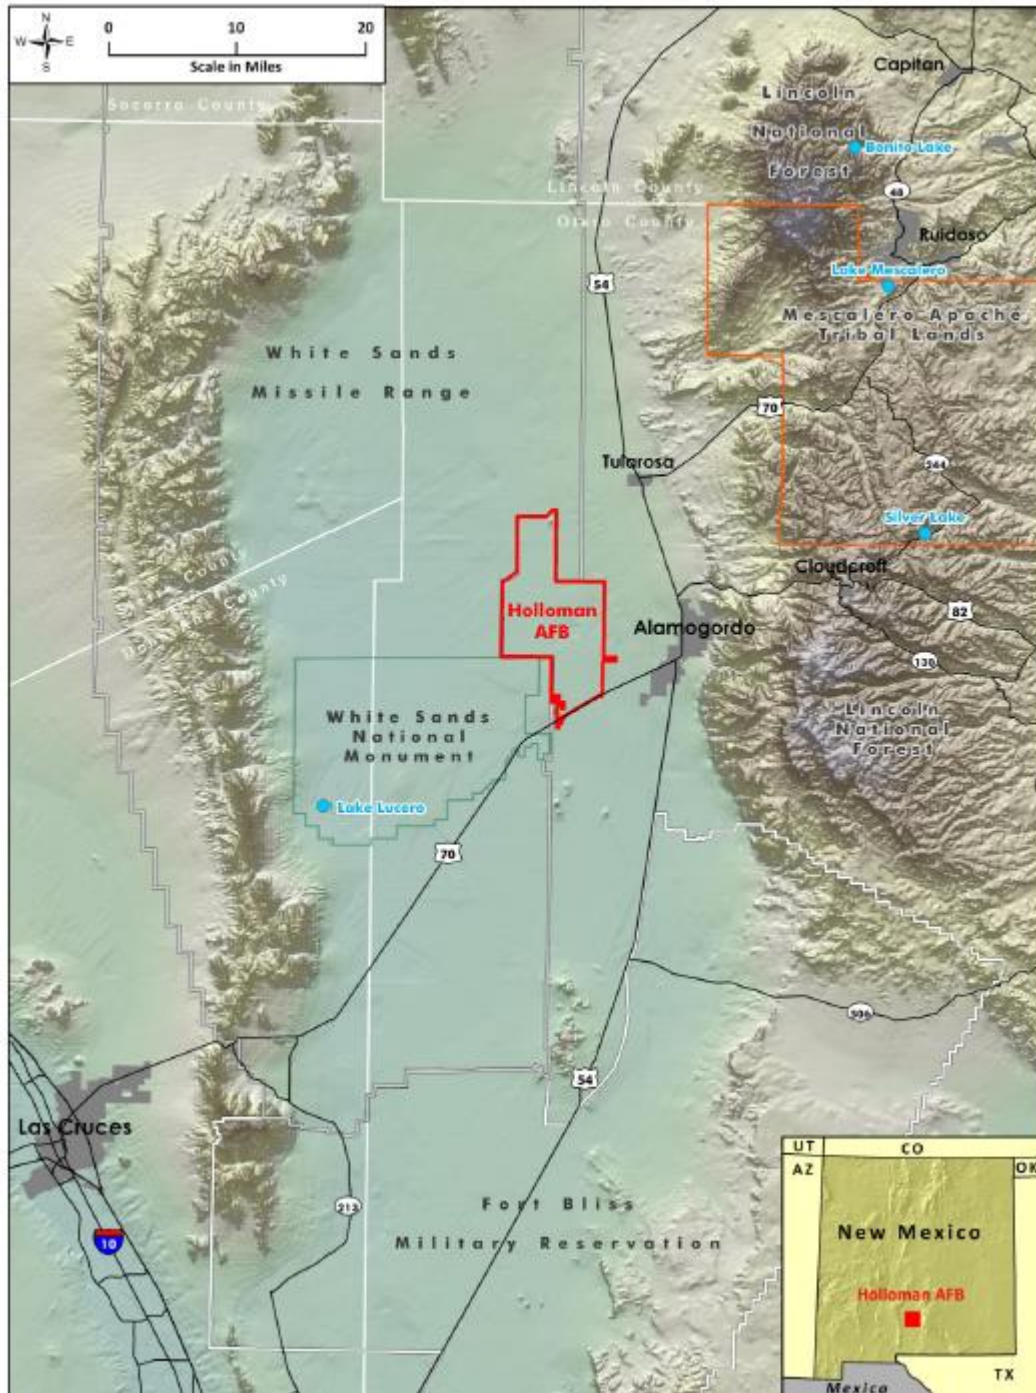 N
W E
S
0 10 20
Scale in Miles
Socorro County
Capitan
Lincoln
National
Forest
Bonito Lake
48
Lincoln County
Otero County
Ruidoso
Lake Mescalero
54
Mescalero Apache
Tribal Lands
White Sands
Missile Range
70
Tularosa
244
Silver Lake
Cloudcroft
County
County
Holloman
AFB
Alamogordo
82
130
White Sands
National
Monument
Lincoln
National
Forest
Lake Lucero
70
506
54
Las Cruces
213
10
Fort Bliss
Military Reservation
UT
CO
AZ
OK
New Mexico
Holloman AFB
TX
Mexico